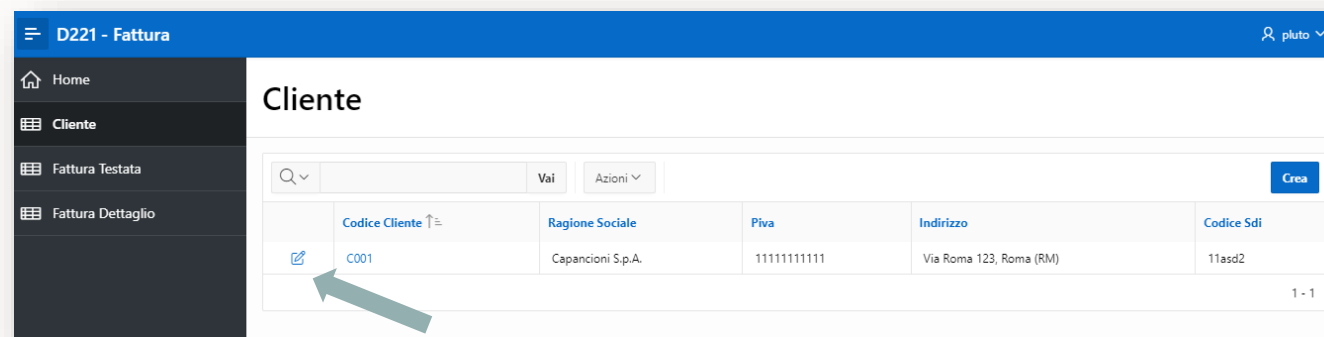 D221 - Fattura
pluto
Home
Cliente
Fattura Testata
Fattura Dettaglio
Cliente
Vai
Azioni
Crea
Codice Cliente Ragione Sociale Piva Indirizzo Codice Sdi
C001 Capancioni S.p.A. 11111111111 Via Roma 123, Roma (RM) 11asd2
1 - 1